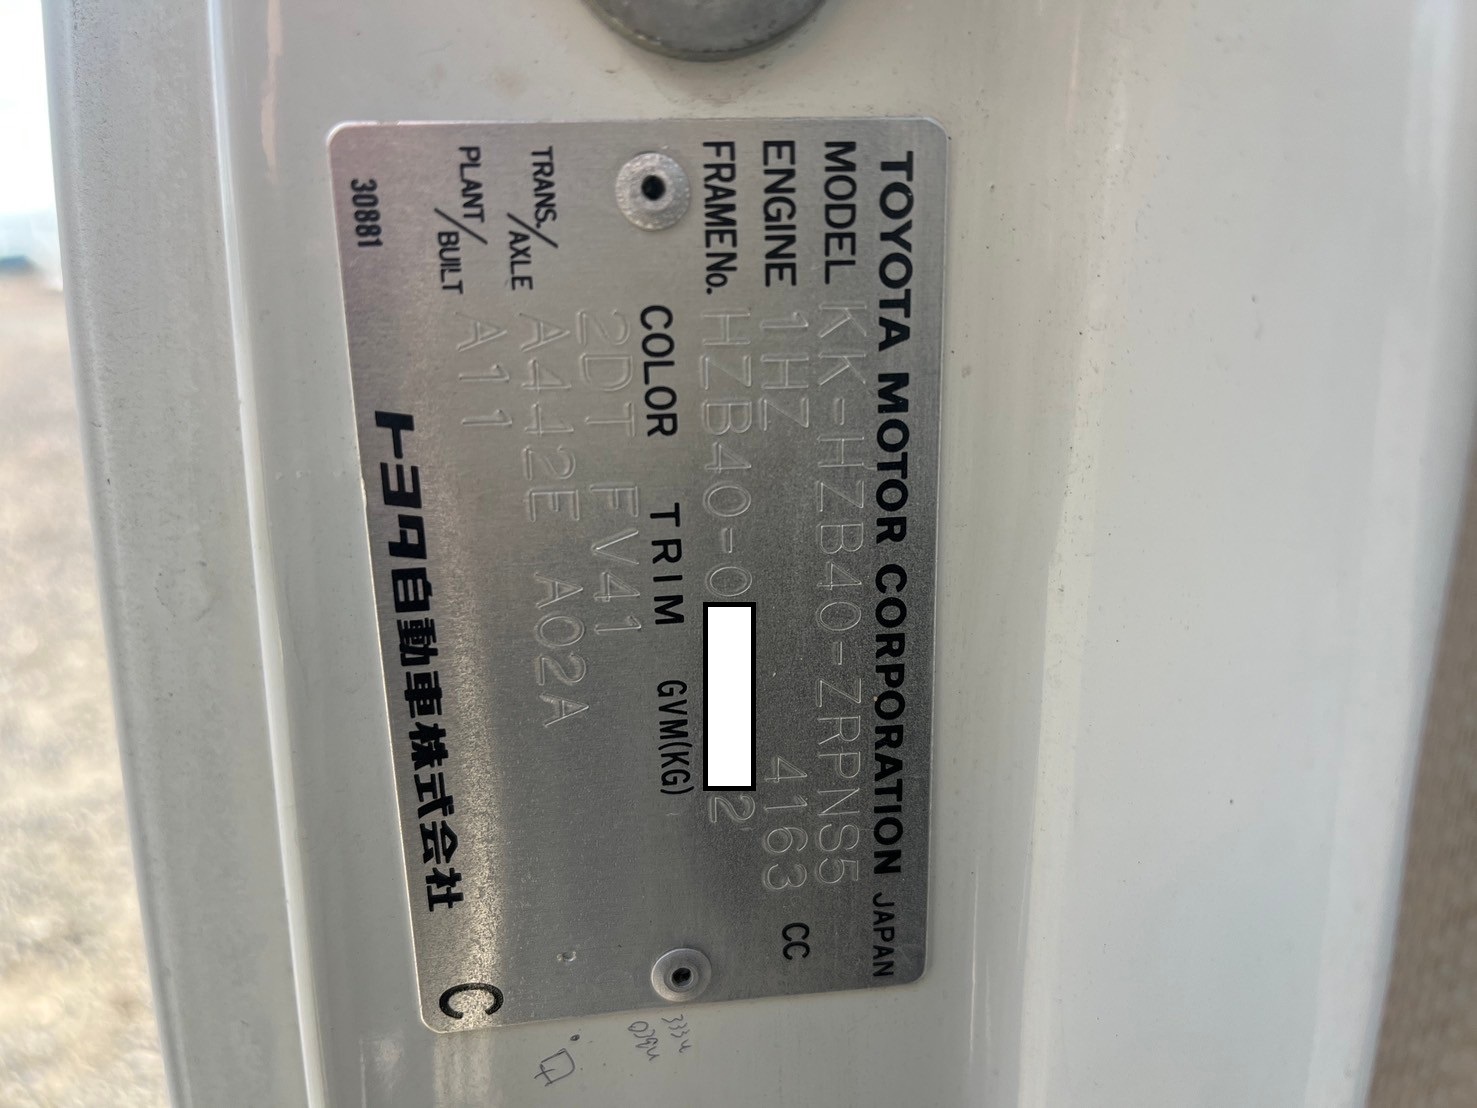 TOYOTA MOTOR CORPORATION JAPAN
MODEL KK-HZB40-ZRPNS5
ENGINE 1HZ 4163 CC
FRAME No. HZB40-0 2
COLOR TRIM GVM(KG)
2DT FV41
TRANS./AXLE A442E A02A
PLANT/BUILT A11
トヨタ自動車株式会社 C
30881